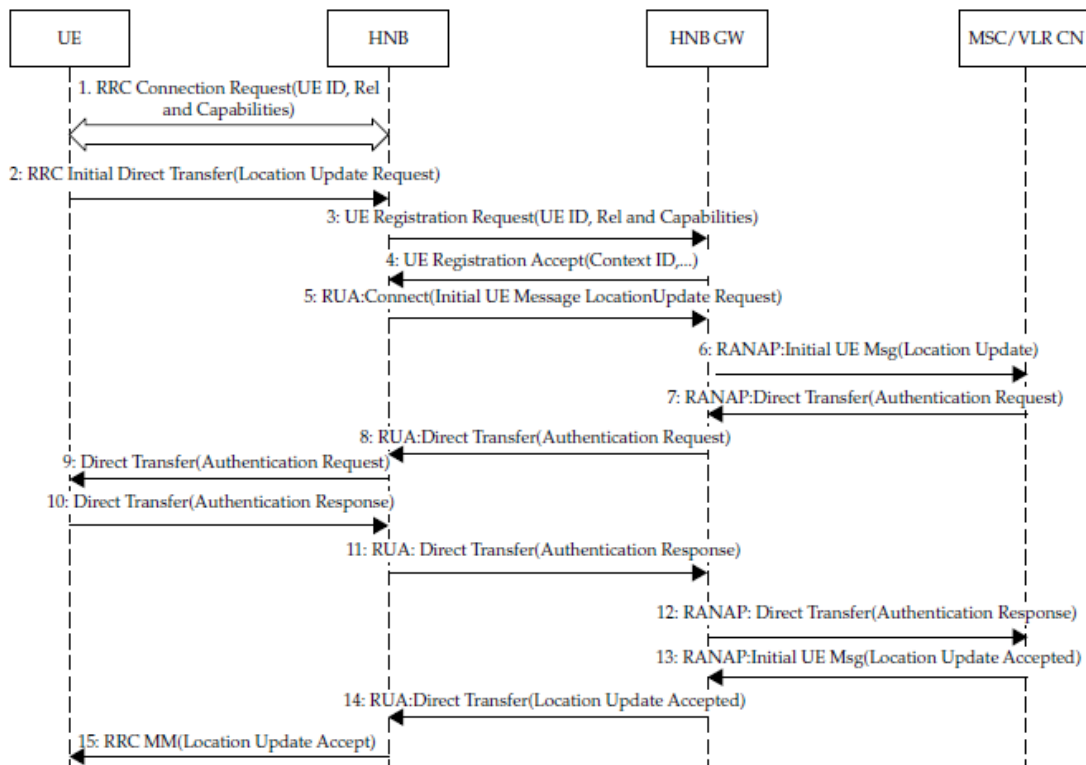 UE
HNB
HNB GW
MSC/VLR CN
1. RRC Connection Request(UE ID, Rel
and Capabilities)
2: RRC Initial Direct Transfer(Location Update Request)
3: UE Registration Request(UE ID, Rel and Capabilities)
4: UE Registration Accept(Context ID,...)
5: RUA:Connect(Initial UE Message LocationUpdate Request)
6: RANAP:Initial UE Msg(Location Update)
7: RANAP:Direct Transfer(Authentication Request)
8: RUA:Direct Transfer(Authentication Request)
9: Direct Transfer(Authentication Request)
10: Direct Transfer(Authentication Response)
11: RUA: Direct Transfer(Authentication Response)
12: RANAP: Direct Transfer(Authentication Response)
13: RANAP:Initial UE Msg(Location Update Accepted)
14: RUA:Direct Transfer(Location Update Accepted)
15: RRC MM(Location Update Accept)